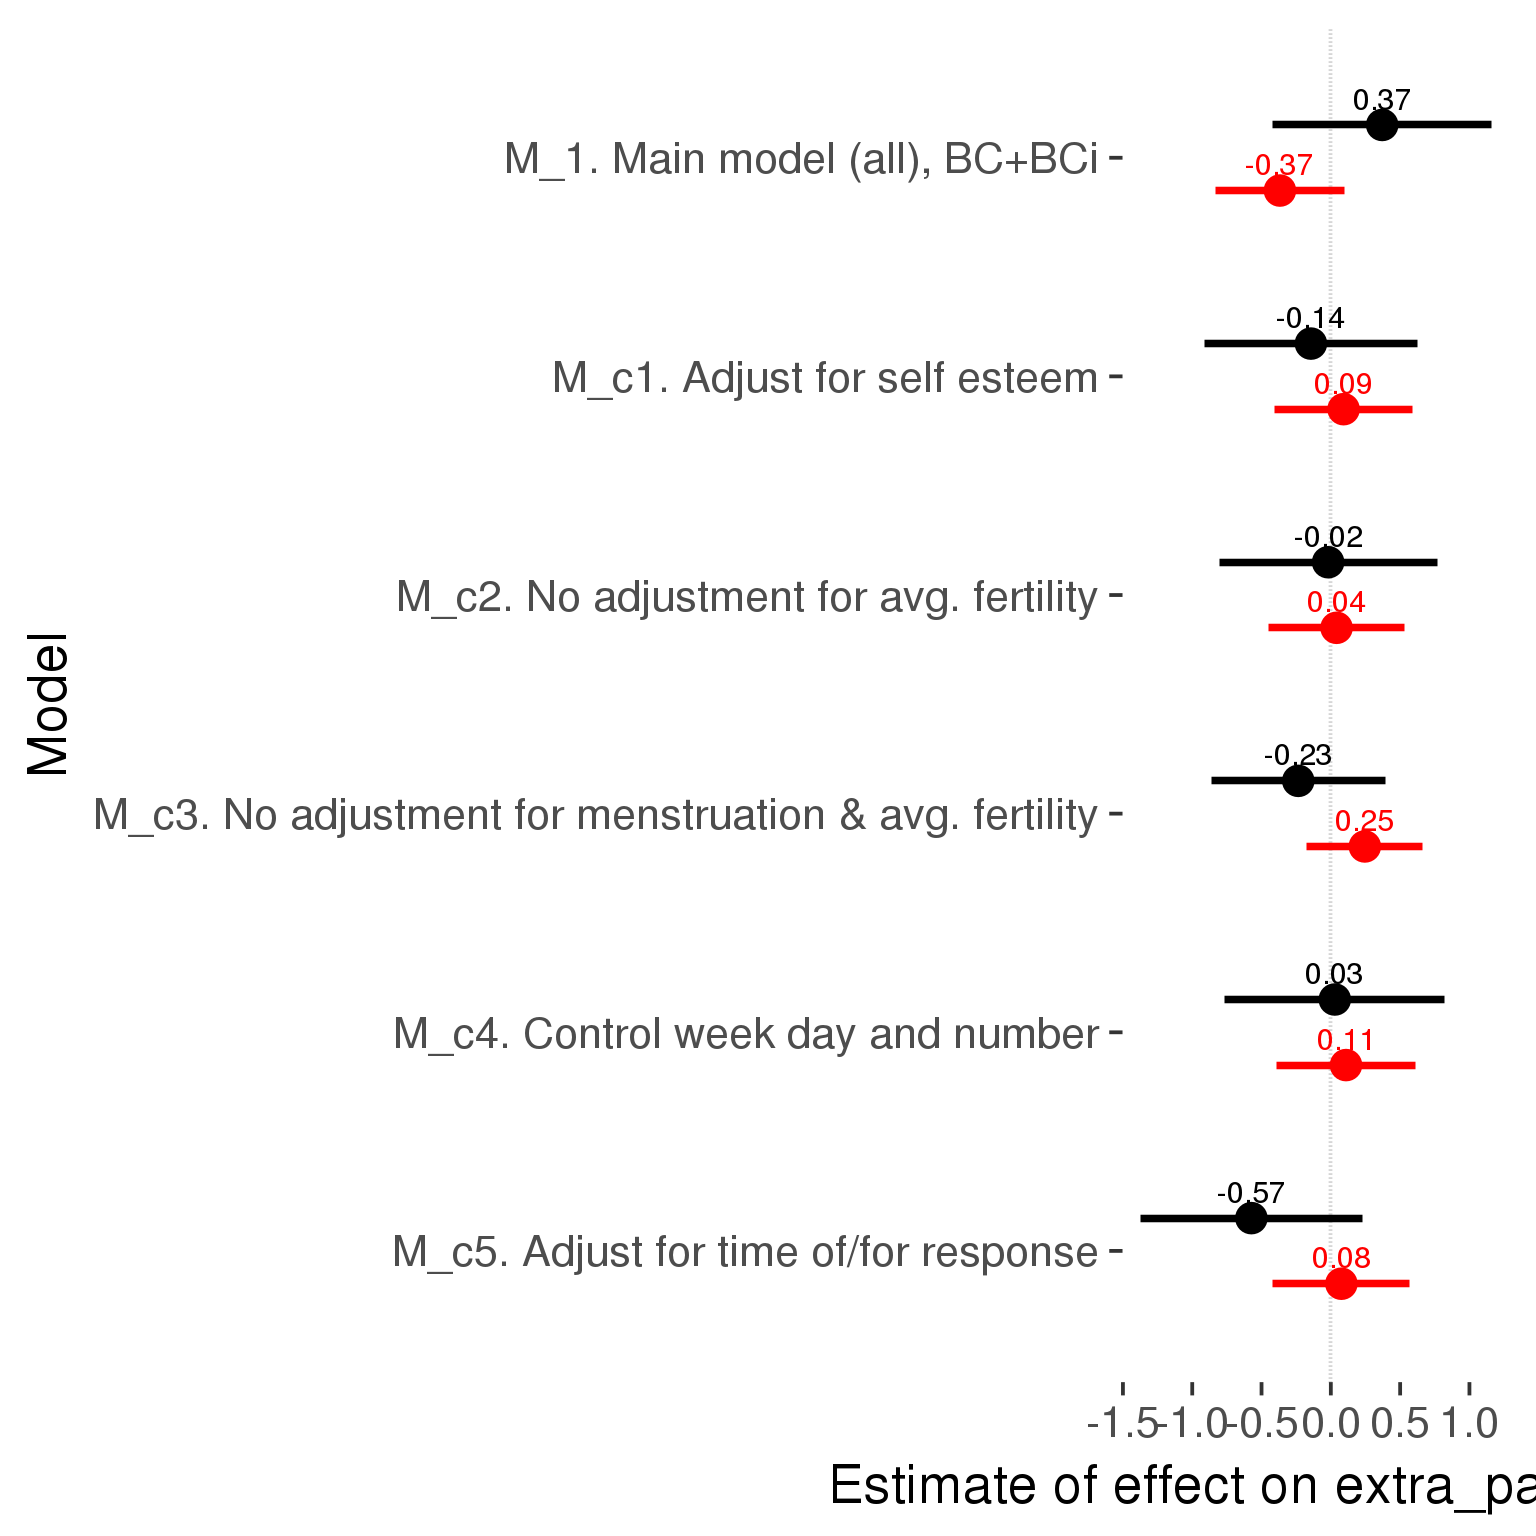 0.37
M_1. Main model (all), BC+BCi
-0.37
-0.14
M_c1. Adjust for self esteem
0.09
-0.02
M_c2. No adjustment for avg. fertility
0.04
Model
-0.23
M_c3. No adjustment for menstruation & avg. fertility
0.25
0.03
M_c4. Control week day and number
0.11
-0.57
M_c5. Adjust for time of/for response
0.08
-1.5 -1.0 -0.5 0.0 0.5 1.0
Estimate of effect on extra_pa